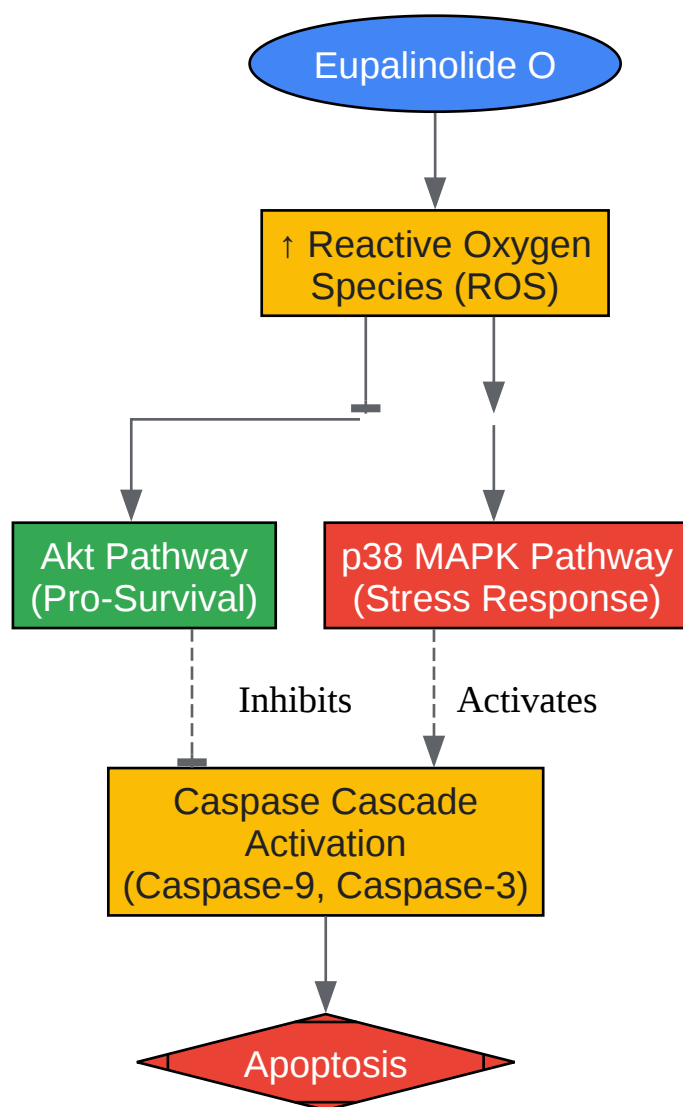 Eupalinolide O
↑ Reactive Oxygen
Species (ROS)
Akt Pathway
(Pro-Survival)
p38 MAPK Pathway
(Stress Response)
Inhibits
Activates
Caspase Cascade
Activation
(Caspase-9, Caspase-3)
Apoptosis